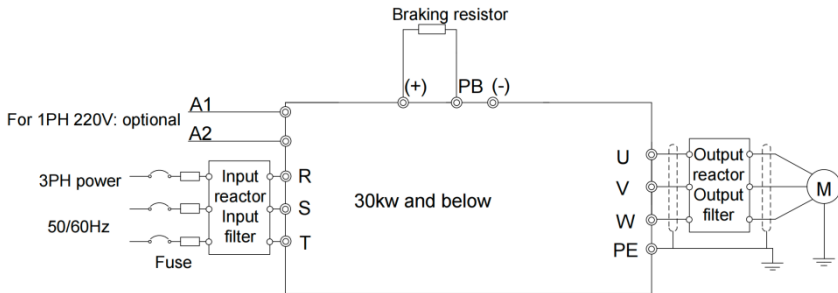 Braking resistor
(+) PB (-)
A1
For 1PH 220V: optional
A2
U
V
W
PE
Output
reactor
Output
filter
M
3PH power
50/60Hz
Fuse
Input
reactor
Input
filter
R
S
T
30kw and below